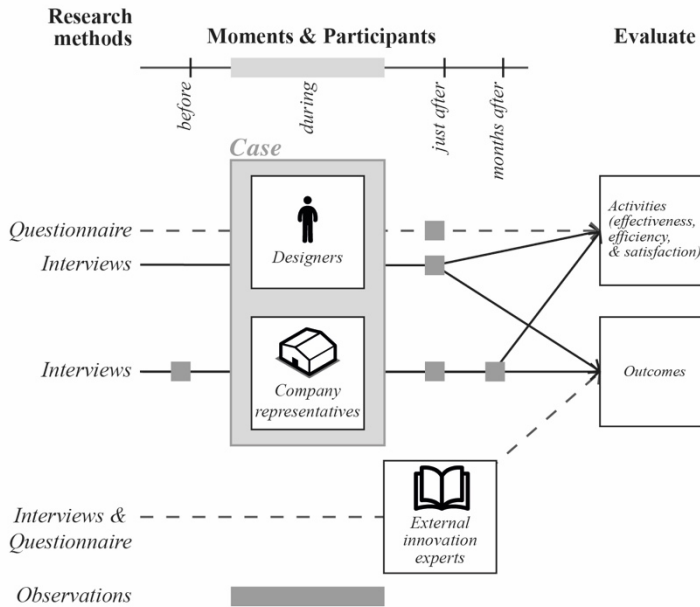 Research
methods
Moments & Participants
Evaluate
before
during
just after
months after
Case
Questionnaire
Interviews
Designers
Activities
(effectiveness,
efficiency,
& satisfaction)
Interviews
Company
representatives
Outcomes
Interviews &
Questionnaire
External
innovation
experts
Observations